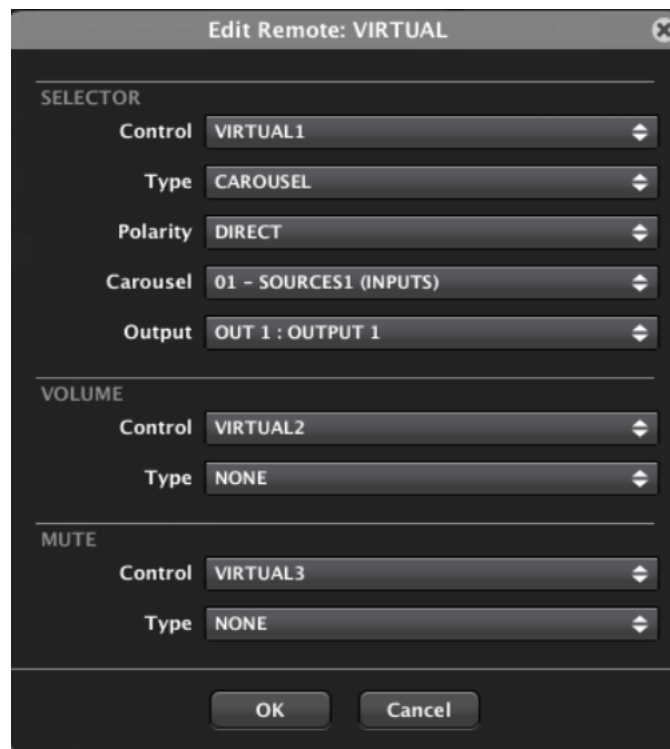 Edit Remote: VIRTUAL
SELECTOR
Control VIRTUAL1
Type CAROUSEL
Polarity DIRECT
Carousel 01 – SOURCES1 (INPUTS)
Output OUT 1 : OUTPUT 1
VOLUME
Control VIRTUAL2
Type NONE
MUTE
Control VIRTUAL3
Type NONE
OK Cancel